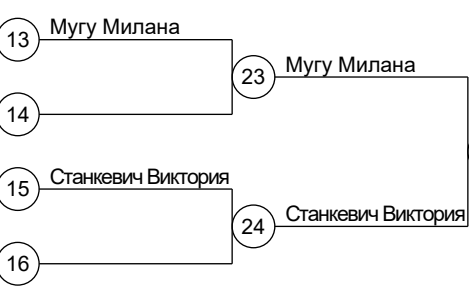 13 Мугу Милана
23 Мугу Милана
14
15 Станкевич Виктория
24 Станкевич Виктория
16